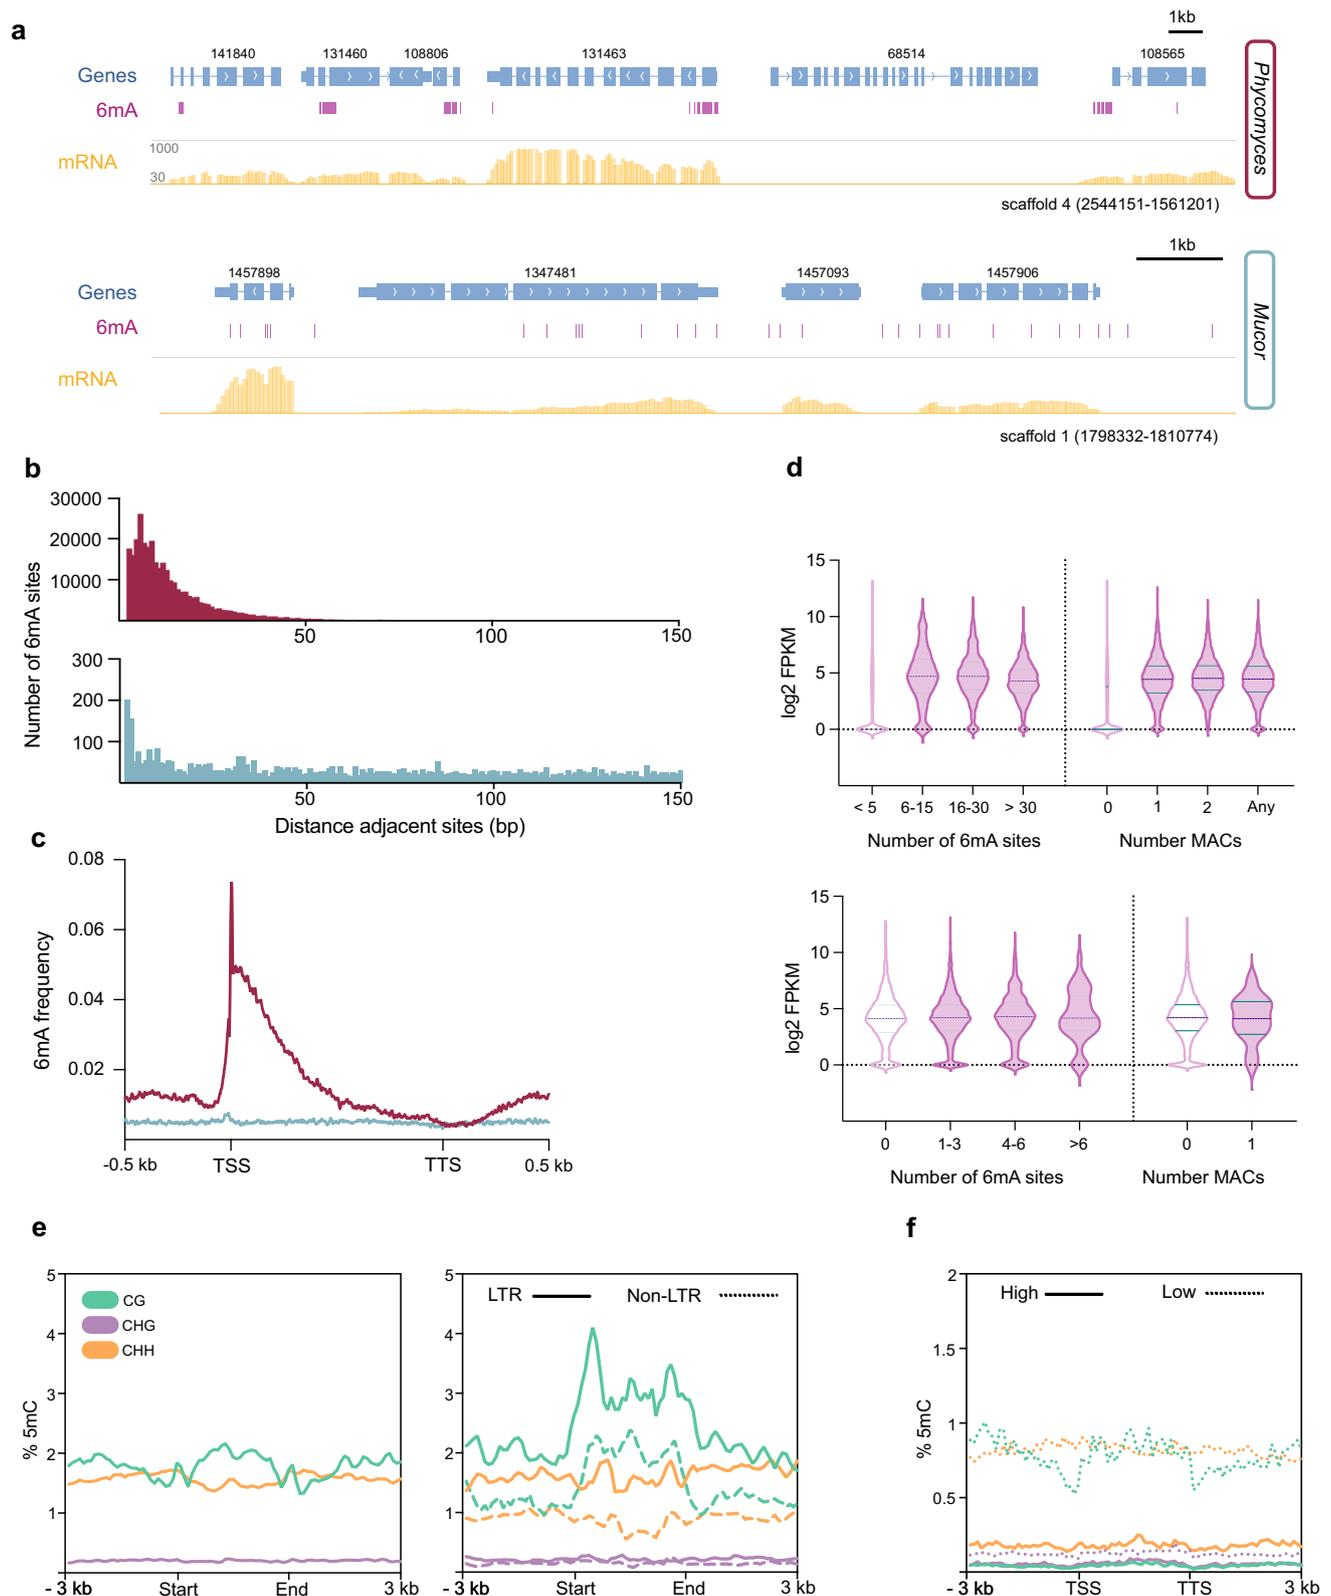 a
1kb
141840 131460 108806 131463 68514 108565
Genes
6mA
mRNA
1000
30
Phycomyces
scaffold 4 (2544151-1561201)
1kb
1457898 1347481 1457093 1457906
Genes
6mA
mRNA
Mucor
scaffold 1 (1798332-1810774)
b
Number of 6mA sites
30000
20000
10000
50 100 150
300
200
100
50 100 150
Distance adjacent sites (bp)
c
6mA frequency
0.08
0.06
0.04
0.02
-0.5 kb TSS TTS 0.5 kb
d
log2 FPKM
15
10
5
0
< 5 6-15 16-30 > 30 0 1 2 Any
Number of 6mA sites Number MACs
log2 FPKM
15
10
5
0
0 1-3 4-6 >6 0 1
Number of 6mA sites Number MACs
e
% 5mC
5
4
3
2
1
CG
CHG
CHH
- 3 kb Start End 3 kb
LTR Non-LTR
5
4
3
2
1
- 3 kb Start End 3 kb
f
% 5mC
High Low
2
1.5
1
0.5
- 3 kb TSS TTS 3 kb